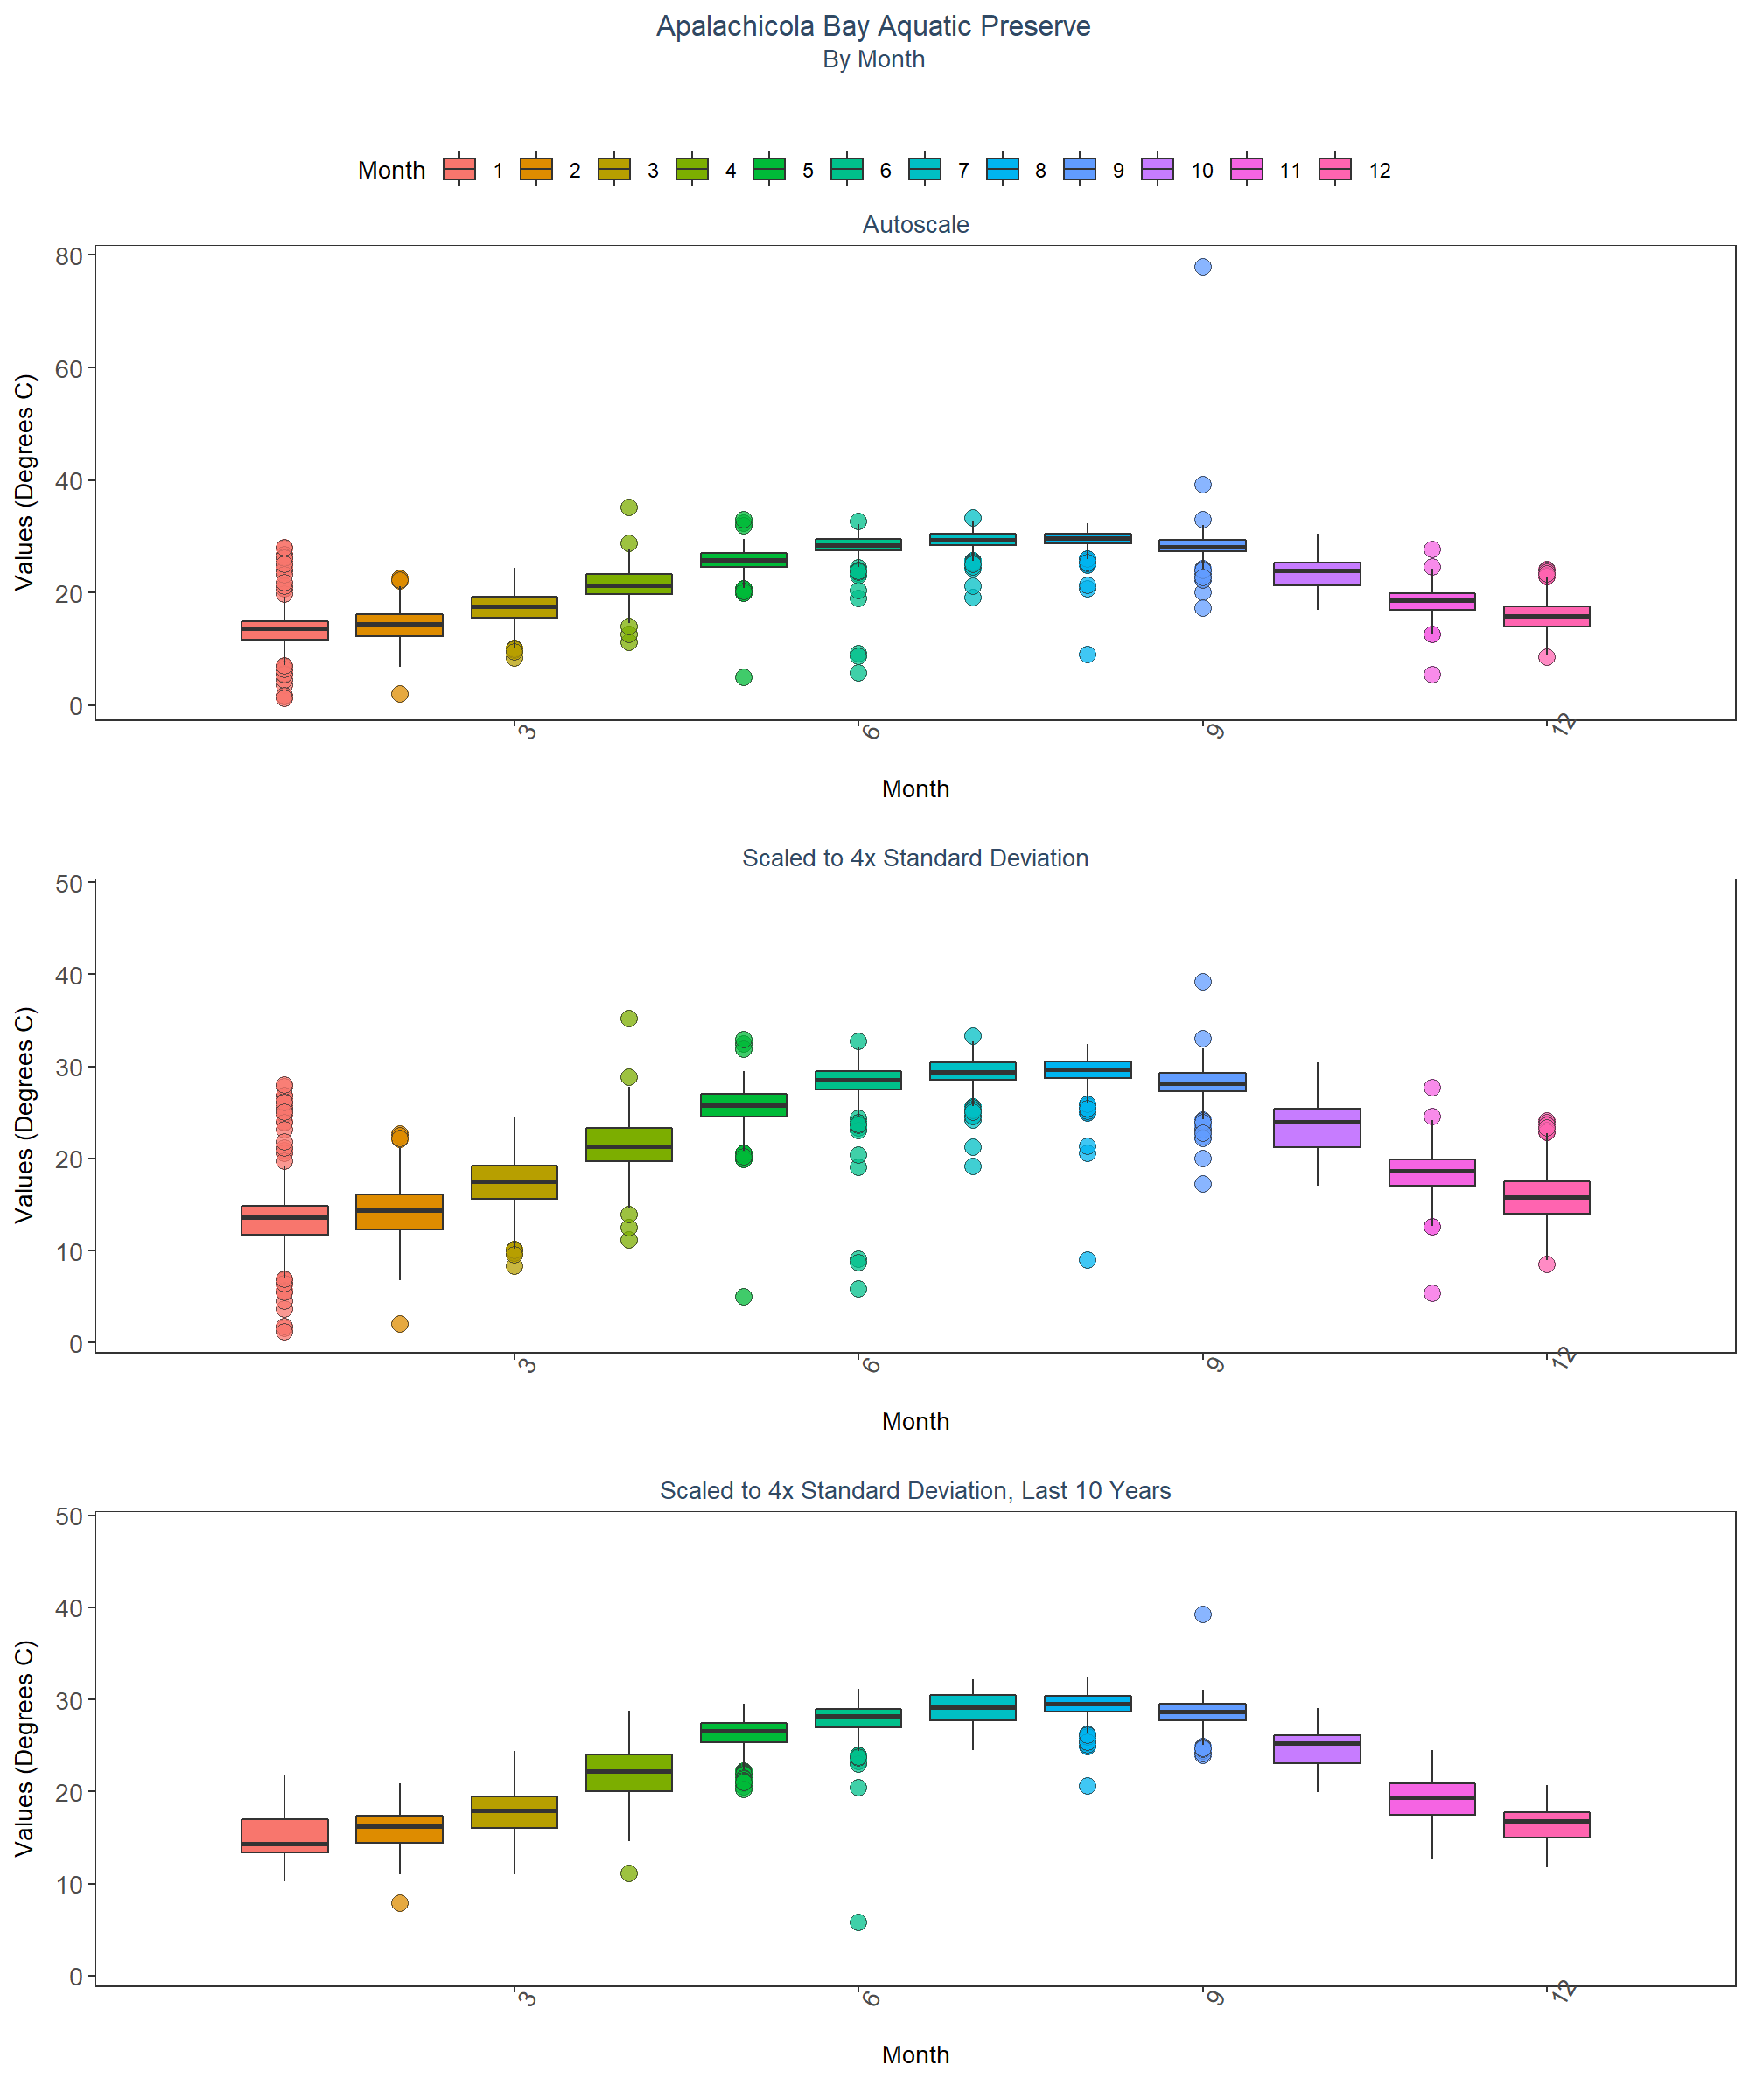 Apalachicola Bay Aquatic Preserve
By Month
Month 1 2 3 4 5 6 7 8 9 10 11 12
Autoscale
80
60
40
20
0
Values (Degrees C)
3 6 9 12
Month
Scaled to 4x Standard Deviation
50
40
30
20
10
0
Values (Degrees C)
3 6 9 12
Month
Scaled to 4x Standard Deviation, Last 10 Years
50
40
30
20
10
0
Values (Degrees C)
3 6 9 12
Month